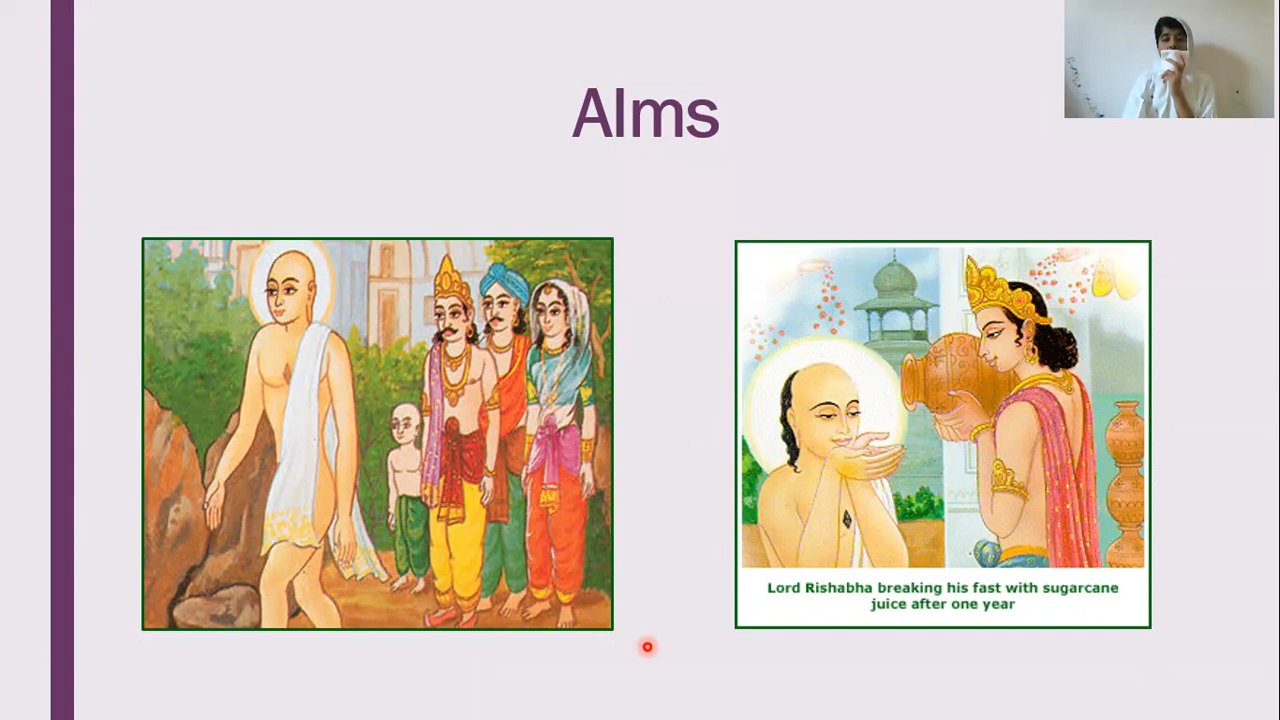 Alms
Lord Rishabha breaking his fast with sugarcane
juice after one year